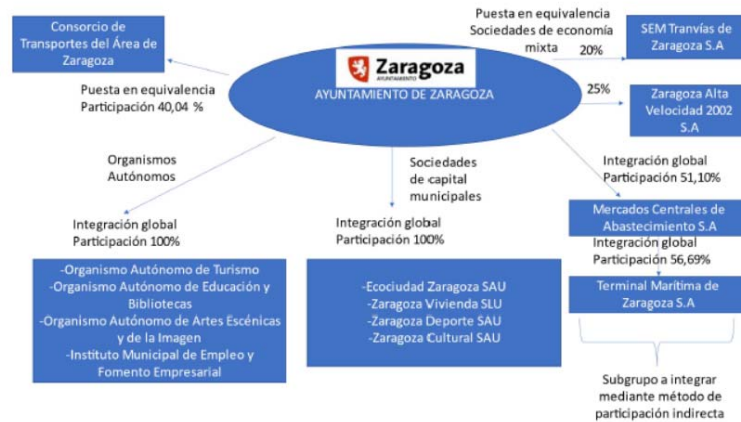 Consorcio de
Transportes del Área de
Zaragoza
Puesta en equivalencia
Participación 40,04 %
Zaragoza
AYUNTAMIENTO
AYUNTAMIENTO DE ZARAGOZA
Puesta en equivalencia
Sociedades de economía
mixta
20%
SEM Tranvías de
Zaragoza S.A
25%
Zaragoza Alta
Velocidad 2002
S.A
Organismos
Autónomos
Integración global
Participación 100%
-Organismo Autónomo de Turismo
-Organismo Autónomo de Educación y
Bibliotecas
-Organismo Autónomo de Artes Escénicas
y de la Imagen
-Instituto Municipal de Empleo y
Fomento Empresarial
Sociedades
de capital
municipales
Integración global
Participación 100%
-Ecociudad Zaragoza SAU
-Zaragoza Vivienda SLU
-Zaragoza Deporte SAU
-Zaragoza Cultural SAU
Integración global
Participación 51,10%
Mercados Centrales de
Abastecimiento S.A
Integración global
Participación 56,69%
Terminal Marítima de
Zaragoza S.A
Subgrupo a integrar
mediante método de
participación indirecta